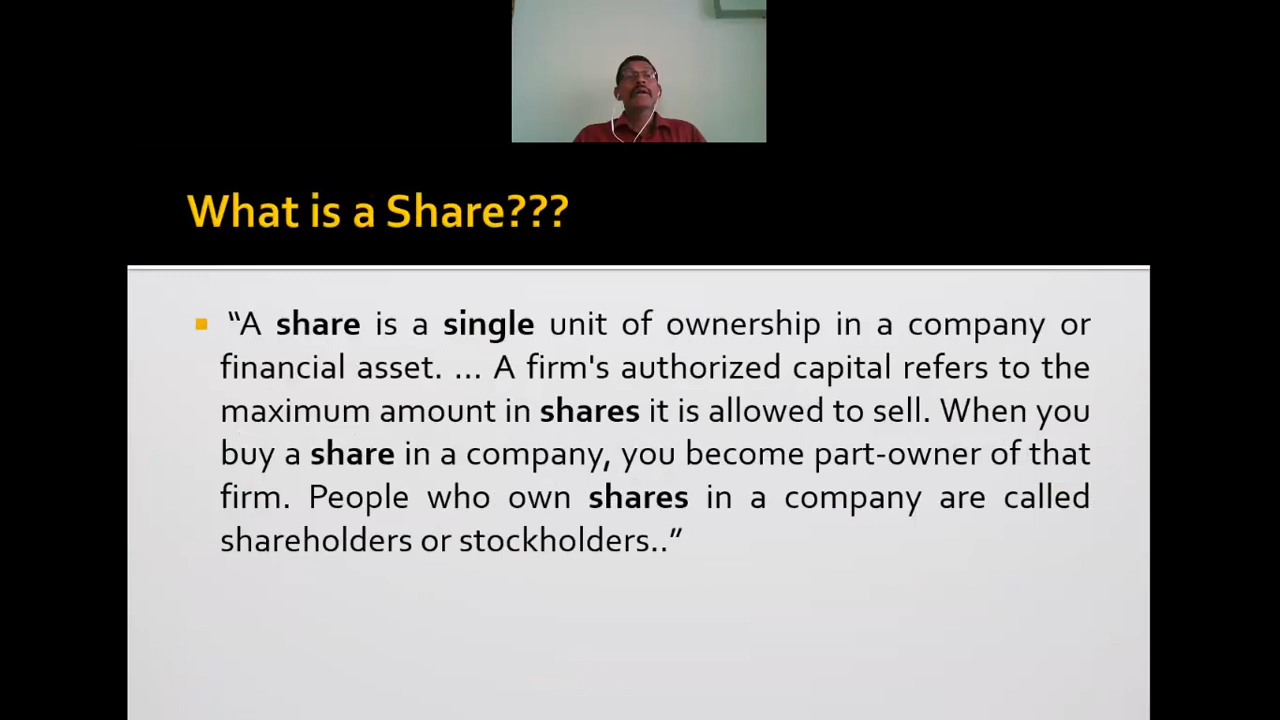 What is a Share???
“A share is a single unit of ownership in a company or
financial asset. ... A firm's authorized capital refers to the
maximum amount in shares it is allowed to sell. When you
buy a share in a company, you become part-owner of that
firm. People who own shares in a company are called
shareholders or stockholders..”